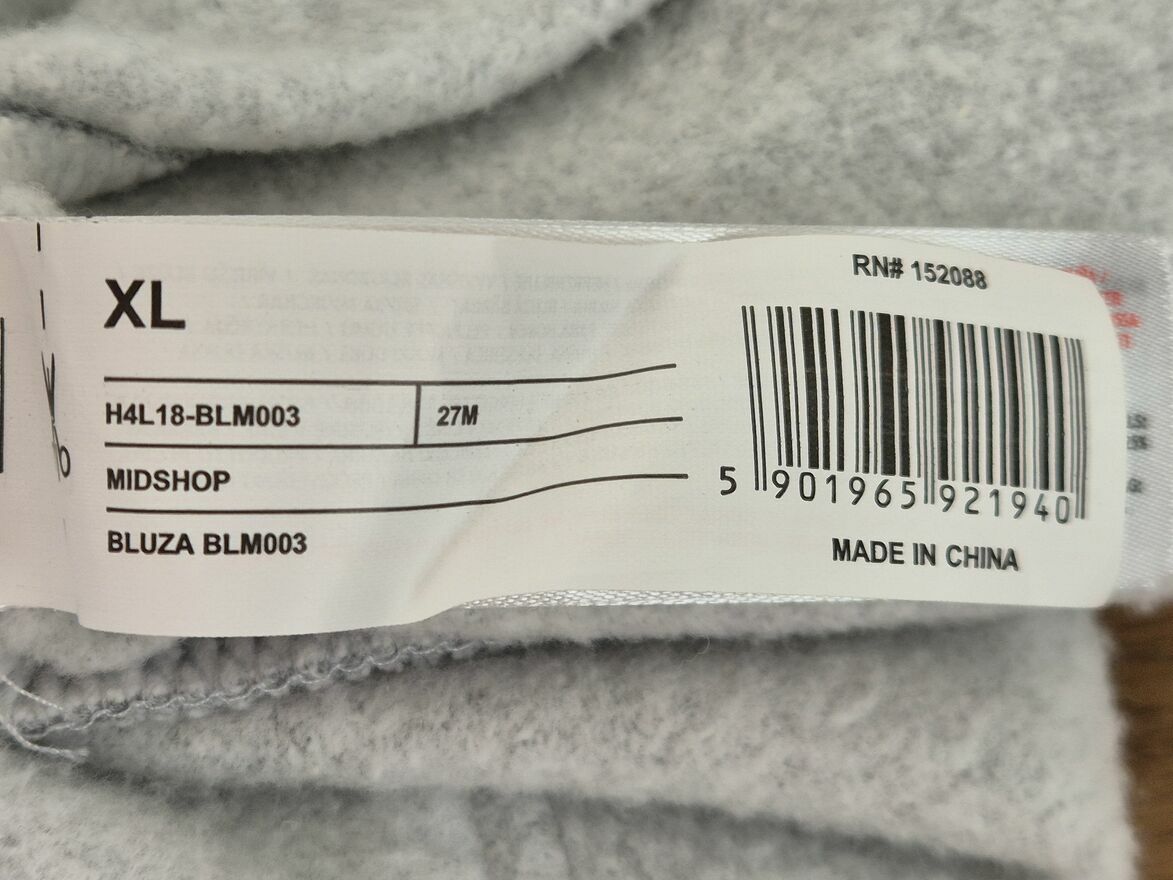 XL
H4L18-BLM003 27M
MIDSHOP
BLUZA BLM003
RN# 152088
5 901965 921940
MADE IN CHINA